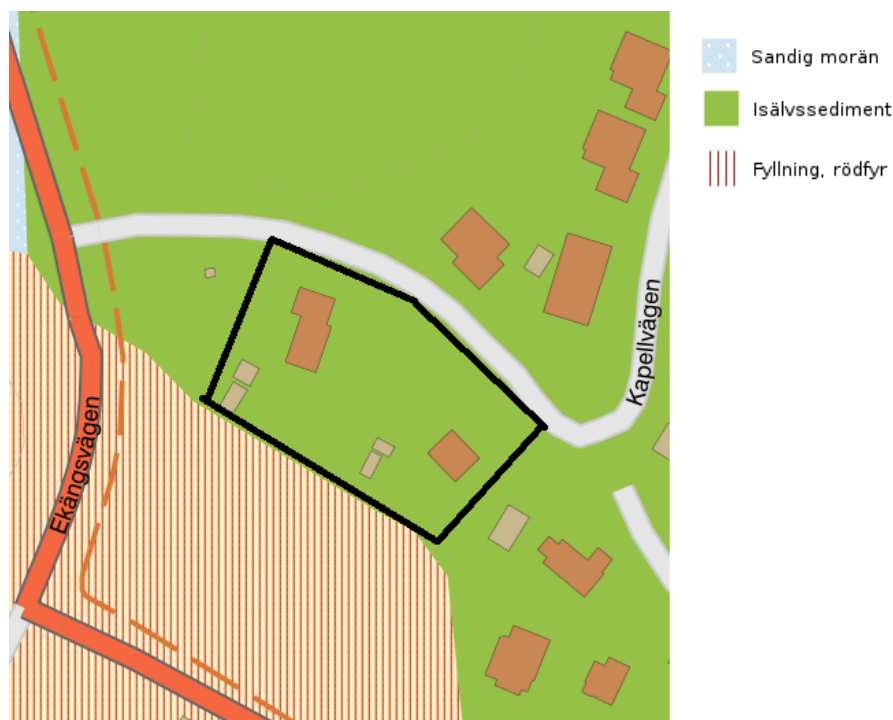 Sandig morän
Isälvssediment
Fyllning, rödfyr
Kapellvägen
Ekängsvägen